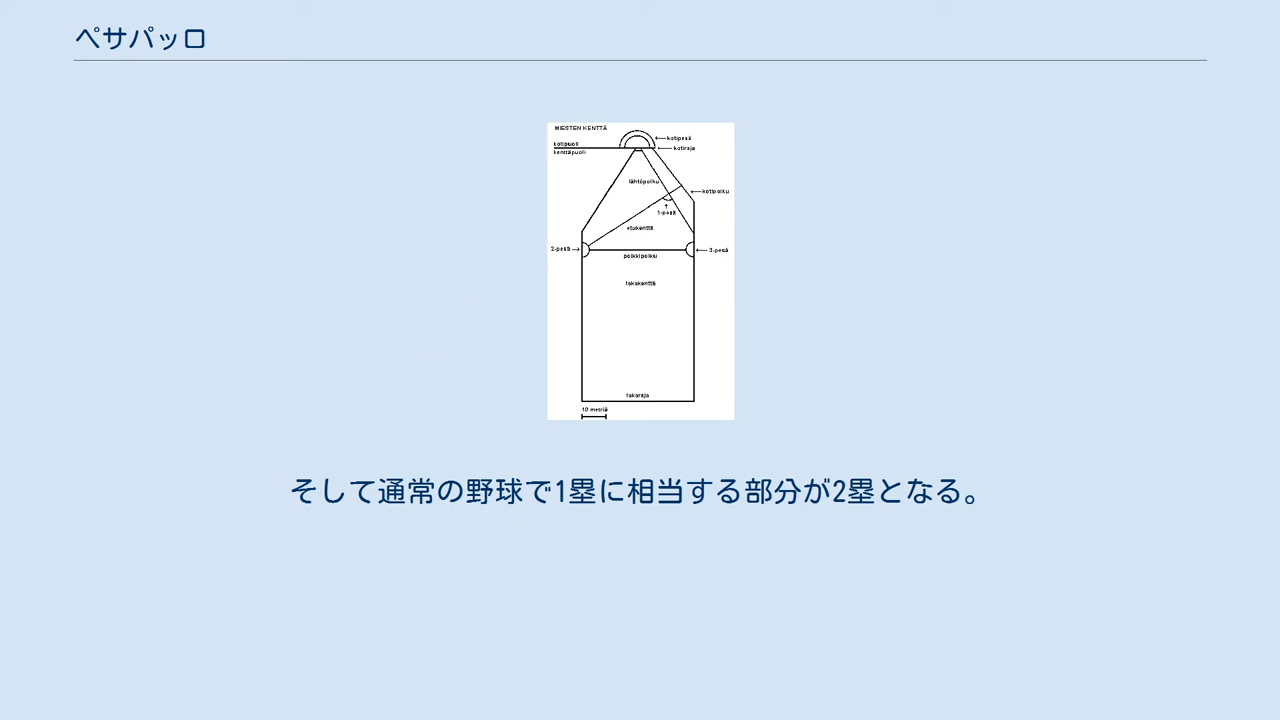 ペサパッロ
MIESTEN KENTTÄ
kotipesä
kotipuoli
kotiraja
kenttäpuoli
lähtöpolku
kotipolku
1-pesä
etukenttä
2-pesä
3-pesä
polkkipolku
takakenttä
takaraja
10 metriä
そして通常の野球で1塁に相当する部分が2塁となる。